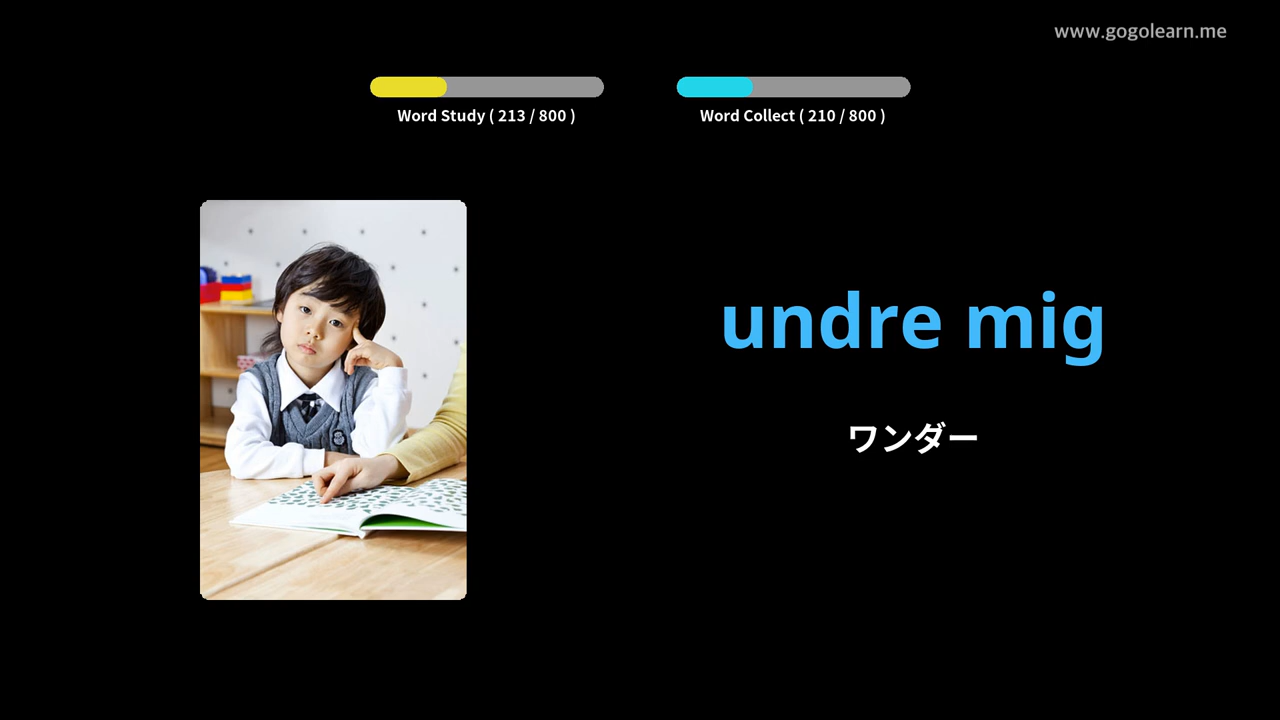 www.gogolearn.me
Word Study ( 213 / 800 )
Word Collect ( 210 / 800 )
undre mig
ワンダー